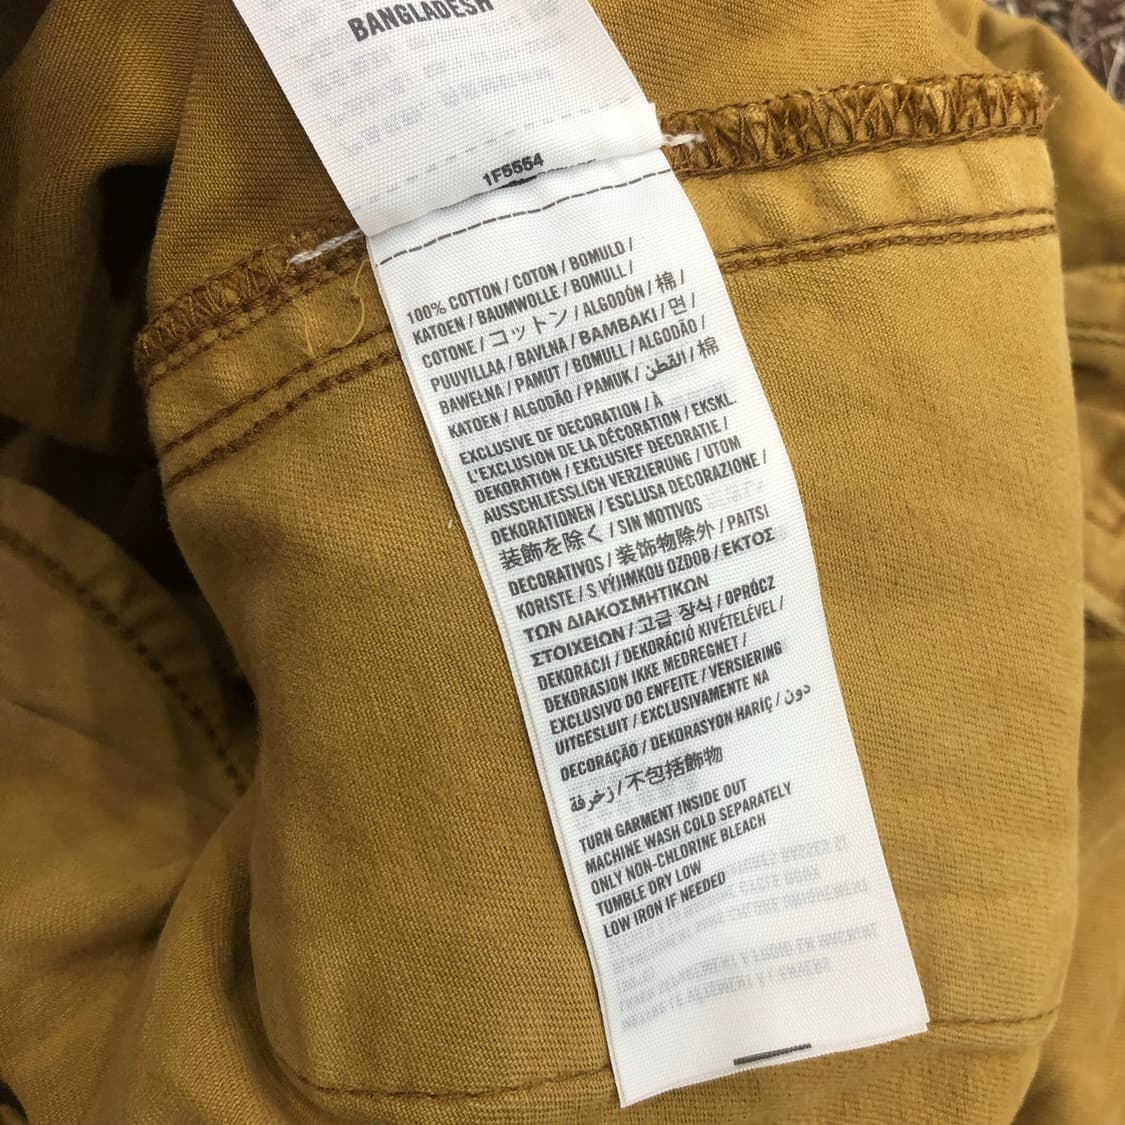 BANGLADESH
1F5554
100% COTTON / COTON / BOMULD /
KATOEN / BAUMWOLLE / BOMULL /
COTONE / コットン / ALGODÓN / 棉 /
PUUVILLAA / BAVLNA / ΒΑΜΒΑΚΙ / 면 /
BAWEŁNA / PAMUT / BOMULL / ALGODÃO /
KATOEN / ALGODÃO / PAMUK / القطن / 棉
EXCLUSIVE OF DECORATION / À
L'EXCLUSION DE LA DÉCORATION / EKSKL.
DEKORATION / EXCLUSIEF DECORATIE /
AUSSCHLIESSLICH VERZIERUNG / UTOM
DEKORATIONEN / ESCLUSA DECORAZIONE /
装飾を除く / SIN MOTIVOS
DECORATIVOS / 装饰物除外 / PAITSI
KORISTE / S VÝJIMKOU OZDOB / ΕΚΤΟΣ
ΤΩΝ ΔΙΑΚΟΣΜΗΤΙΚΩΝ
ΣΤΟΙΧΕΙΩΝ / 고급 장식 / OPRÓCZ
DEKORACJI / DEKORÁCIÓ KIVÉTELÉVEL /
DEKORASJON IKKE MEDREGNET /
EXCLUSIVO DO ENFEITE / VERSIERING
UITGESLUIT / EXCLUSIVAMENTE NA
DECORAÇÃO / DEKORASYON HARIÇ / دون
زخرفة / 不包括飾物
TURN GARMENT INSIDE OUT
MACHINE WASH COLD SEPARATELY
ONLY NON-CHLORINE BLEACH
TUMBLE DRY LOW
LOW IRON IF NEEDED